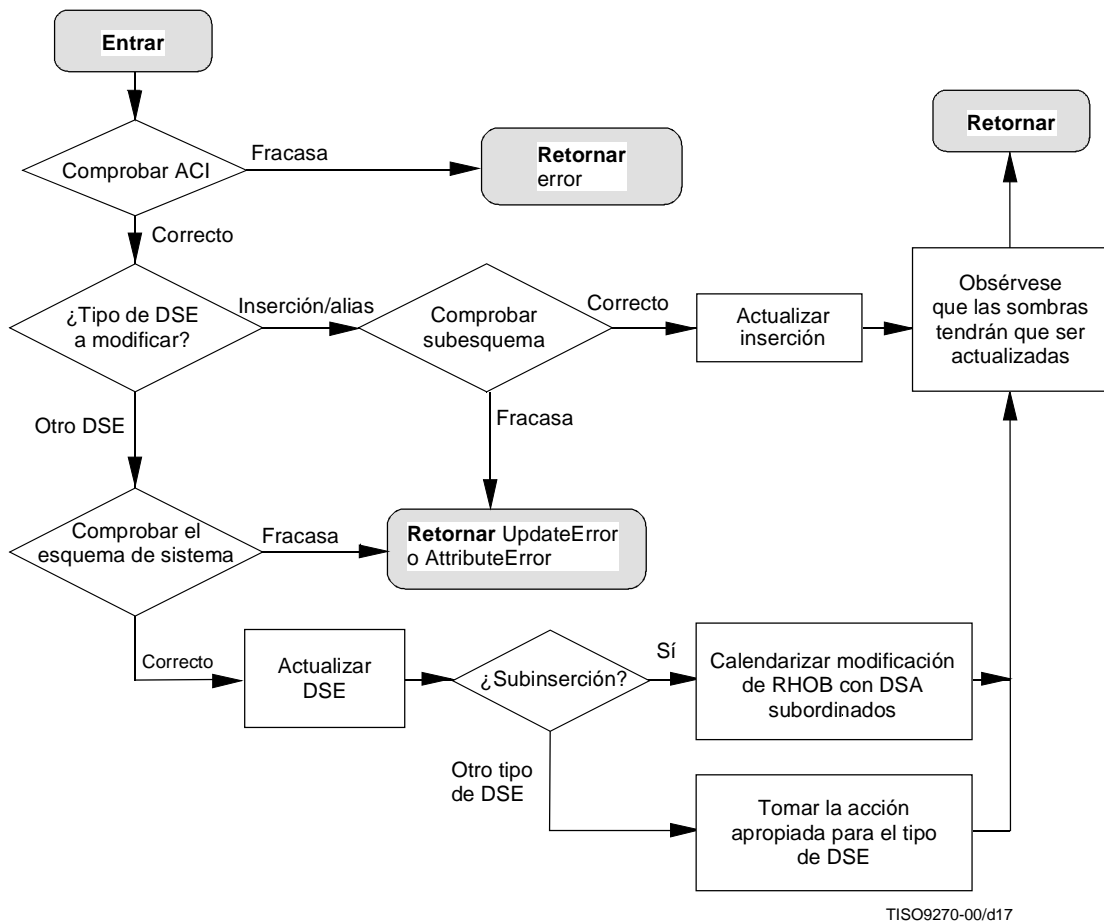 Entrar
Retornar
Comprobar ACI
Fracasa
Retornar
error
Correcto
¿Tipo de DSE
a modificar?
Inserción/alias
Comprobar
subesquema
Correcto
Actualizar
inserción
Obsérvese
que las sombras
tendrán que ser
actualizadas
Otro DSE
Fracasa
Comprobar el
esquema de sistema
Fracasa
Retornar UpdateError
o AttributeError
Correcto
Actualizar
DSE
¿Subinserción?
Sí
Calendarizar modificación
de RHOB con DSA
subordinados
Otro tipo
de DSE
Tomar la acción
apropiada para el tipo
de DSE
TISO9270-00/d17